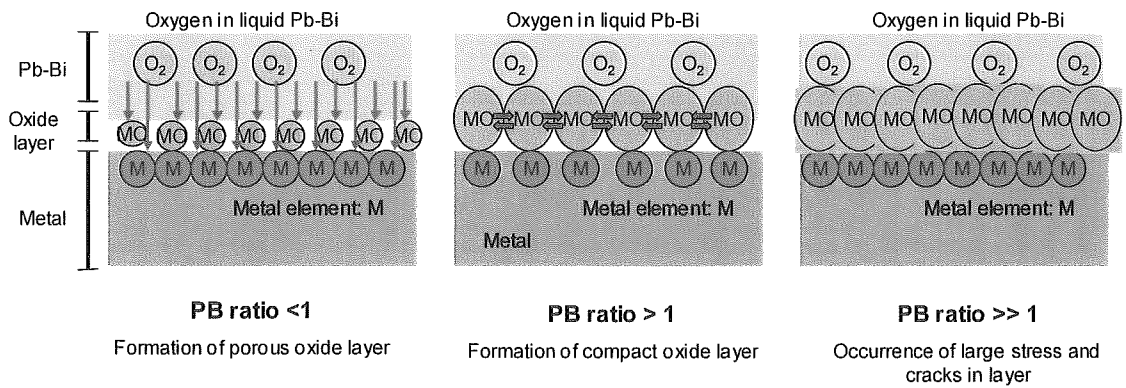 Oxygen in liquid Pb-Bi
Pb-Bi
O2 O2 O2 O2
Oxide
layer
MO MO MO MO MO MO MO MO
M M M M M M M M
Metal element: M
Metal
PB ratio <1
Formation of porous oxide layer
Oxygen in liquid Pb-Bi
O2 O2 O2
MO MO MO MO MO MO
M M M M M M
Metal element: M
Metal
PB ratio > 1
Formation of compact oxide layer
Oxygen in liquid Pb-Bi
O2 O2 O2 O2
MO MO MO MO MO MO MO MO
M M M M M M M M
Metal element: M
PB ratio >> 1
Occurrence of large stress and
cracks in layer